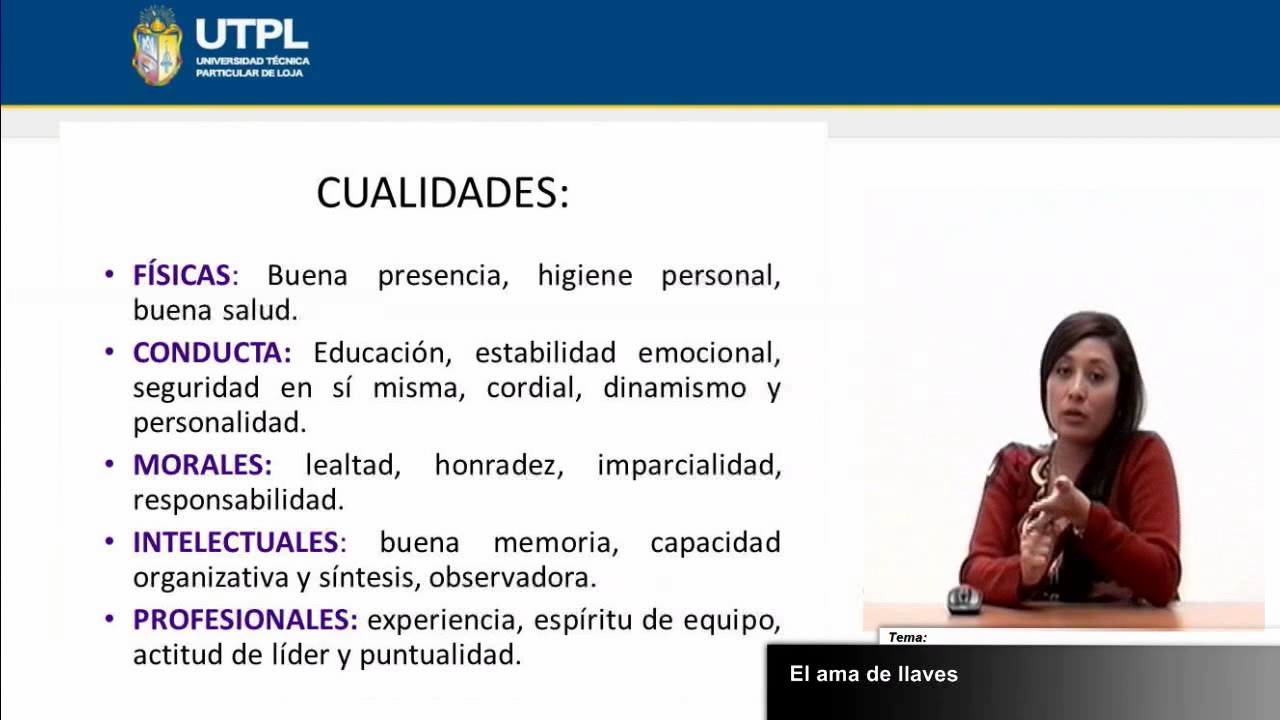 UTPL
UNIVERSIDAD TÉCNICA
PARTICULAR DE LOJA
CUALIDADES:
• FÍSICAS: Buena presencia, higiene personal,
buena salud.
• CONDUCTA: Educación, estabilidad emocional,
seguridad en sí misma, cordial, dinamismo y
personalidad.
• MORALES: lealtad, honradez, imparcialidad,
responsabilidad.
• INTELECTUALES: buena memoria, capacidad
organizativa y síntesis, observadora.
• PROFESIONALES: experiencia, espíritu de equipo,
actitud de líder y puntualidad.
Tema:
El ama de llaves